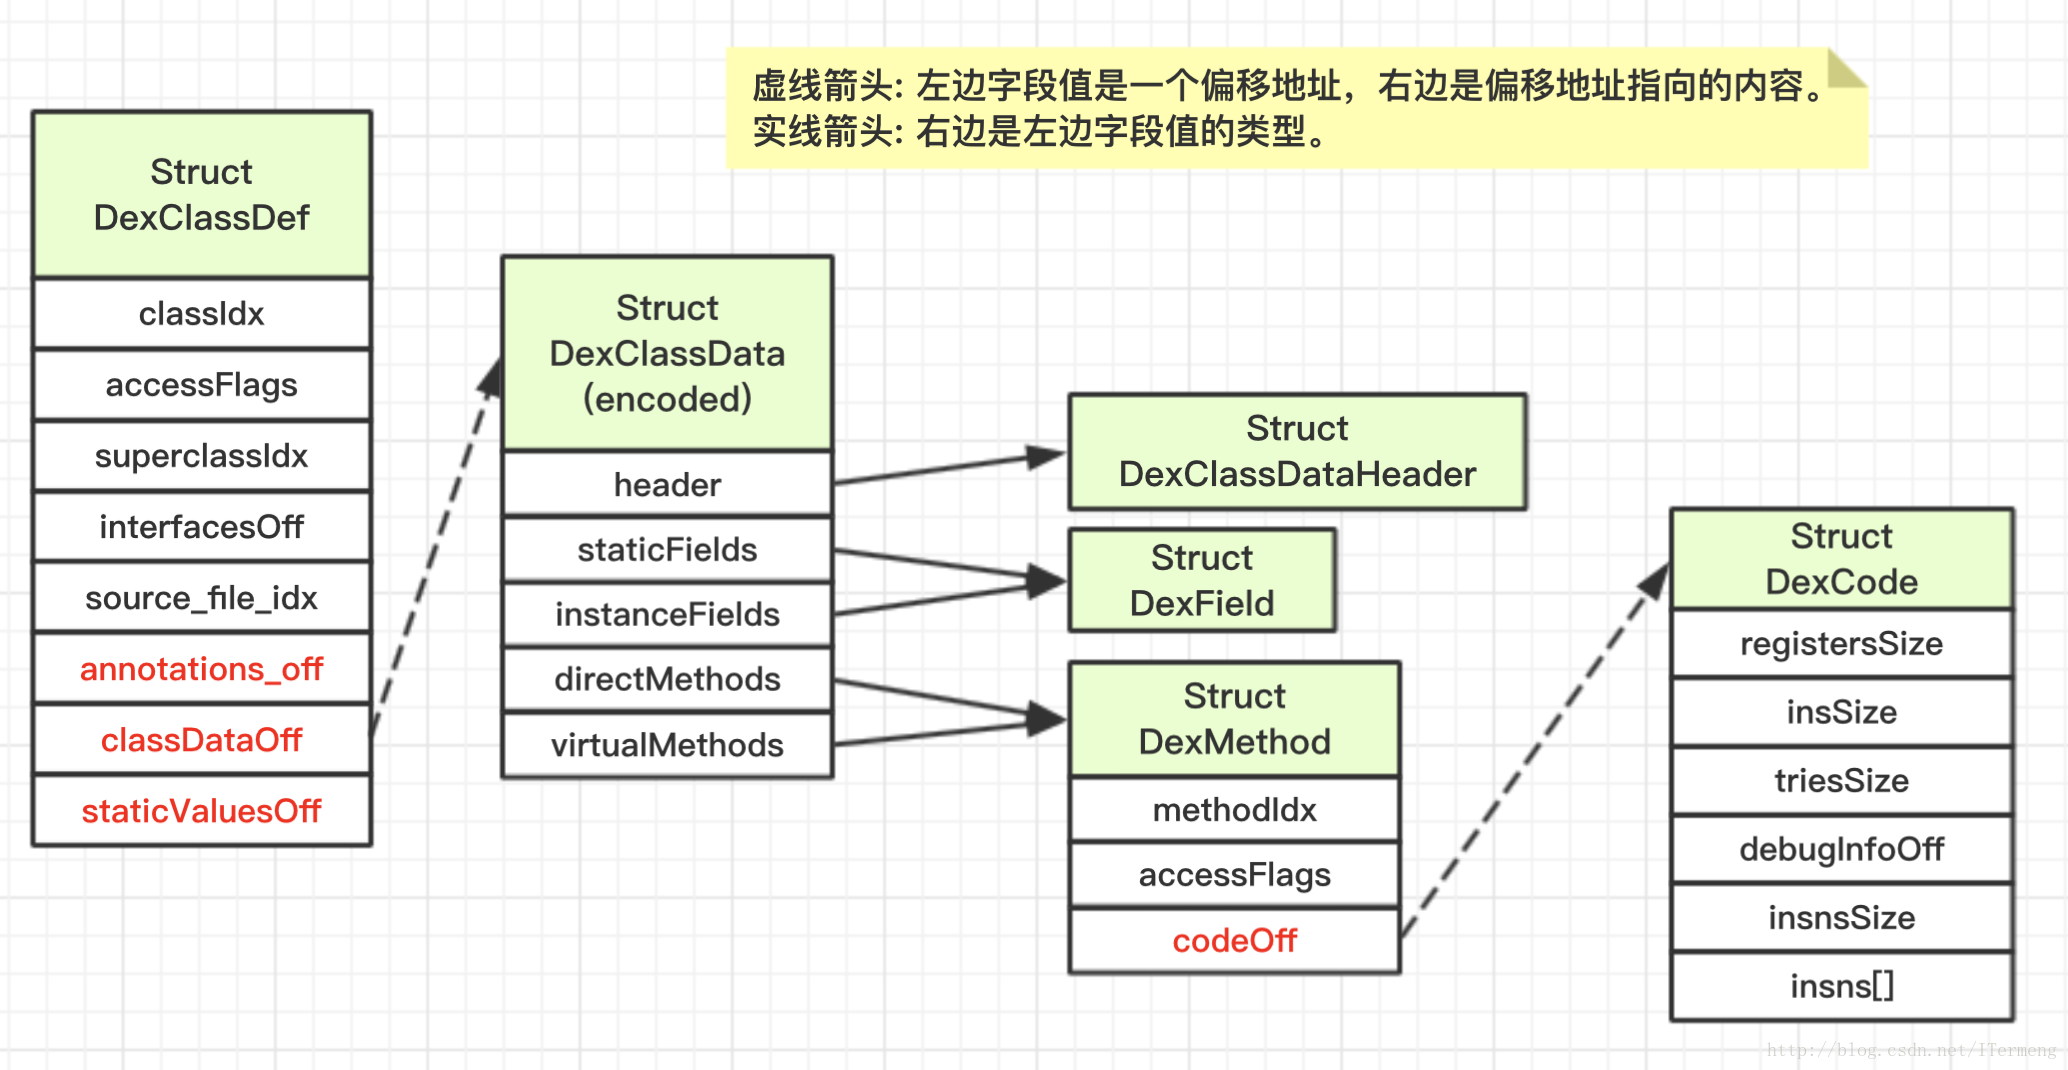 虚线箭头: 左边字段值是一个偏移地址，右边是偏移地址指向的内容。
实线箭头: 右边是左边字段值的类型。
Struct
DexClassDef
classIdx
accessFlags
superclassIdx
interfacesOff
source_file_idx
annotations_off
classDataOff
staticValuesOff
Struct
DexClassData
(encoded)
header
staticFields
instanceFields
directMethods
virtualMethods
Struct
DexClassDataHeader
Struct
DexField
Struct
DexMethod
methodIdx
accessFlags
codeOff
Struct
DexCode
registersSize
insSize
triesSize
debugInfoOff
insnsSize
insns[]
http://blog.csdn.net/ITermeng